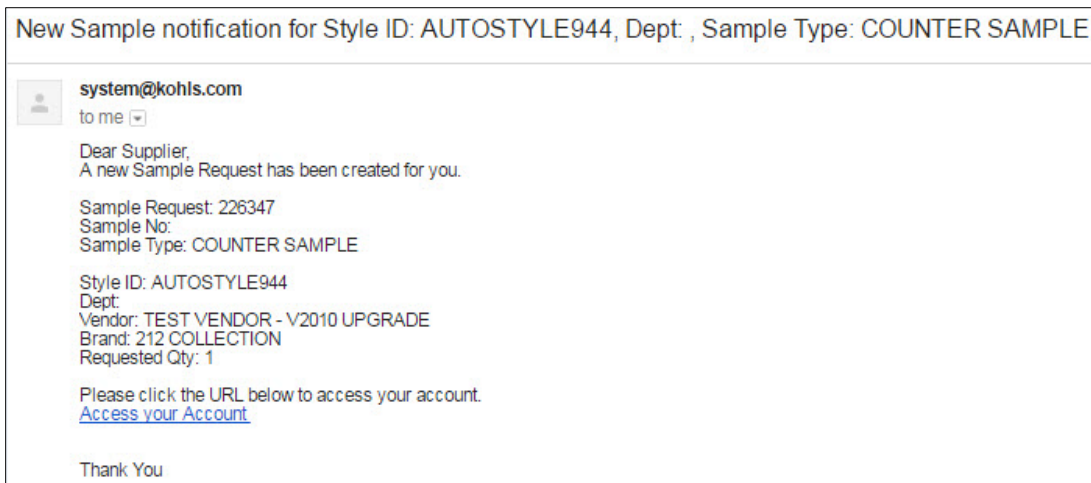 New Sample notification for Style ID: AUTOSTYLE944, Dept: , Sample Type: COUNTER SAMPLE
system@kohls.com
to me
Dear Supplier,
A new Sample Request has been created for you.
Sample Request: 226347
Sample No:
Sample Type: COUNTER SAMPLE
Style ID: AUTOSTYLE944
Dept:
Vendor: TEST VENDOR - V2010 UPGRADE
Brand: 212 COLLECTION
Requested Qty: 1
Please click the URL below to access your account.
Access your Account
Thank You